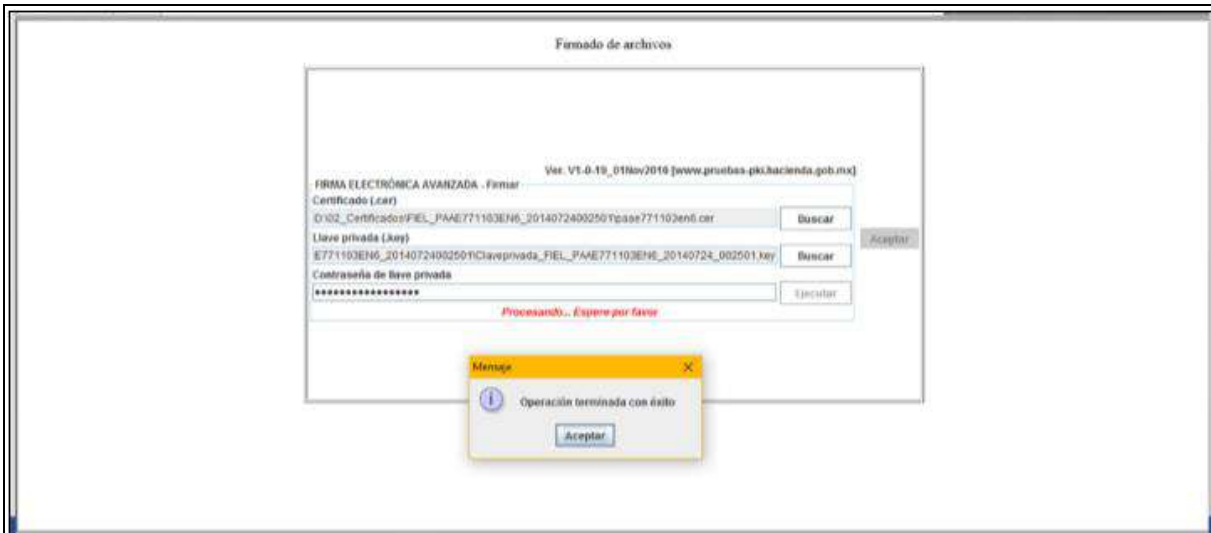 Firmado de archivos
Ver. V1-0-19_01Nov2016 [www.pruebas-pki.hacienda.gob.mx]
FIRMA ELECTRÓNICA AVANZADA - Firmar
Certificado (.cer)
D:\02_Certificados\FIEL_PAAE771103EN6_20140724002501\paae771103en6.cer
Buscar
Llave privada (.key)
E771103EN6_20140724002501\Claveprivada_FIEL_PAAE771103EN6_20140724_002501.key
Buscar
Aceptar
Contraseña de llave privada
Ejecutar
Procesando... Espere por favor
Mensaje
Operación terminada con éxito
Aceptar